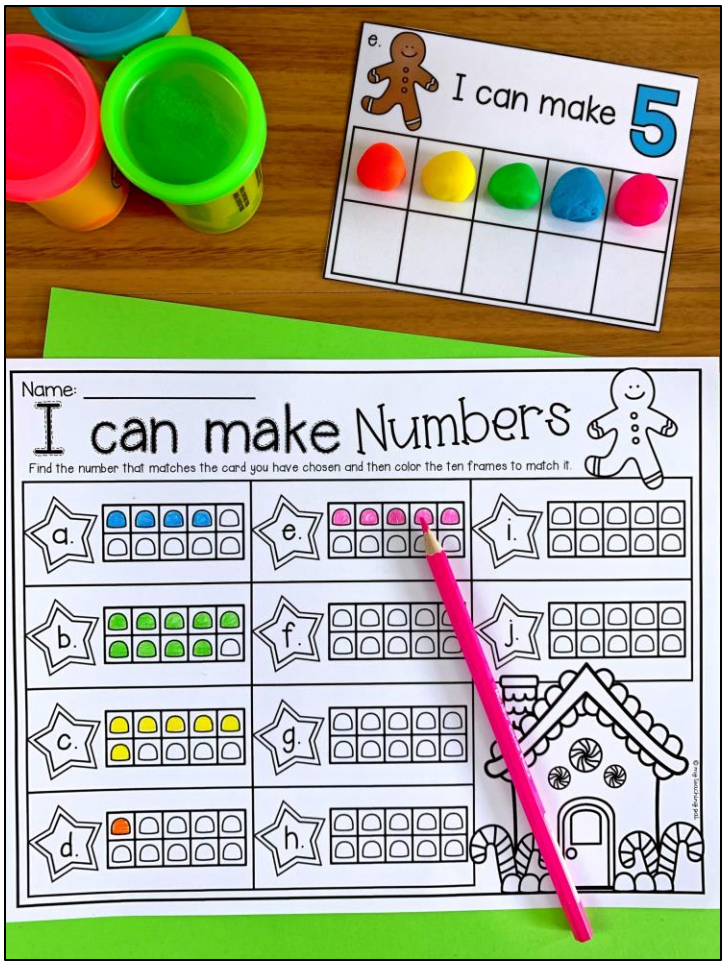 e.
I can make 5
Name:
I can make Numbers
Find the number that matches the card you have chosen and then color the ten frames to match it.
a.
b.
c.
d.
e.
f.
g.
h.
i.
j.